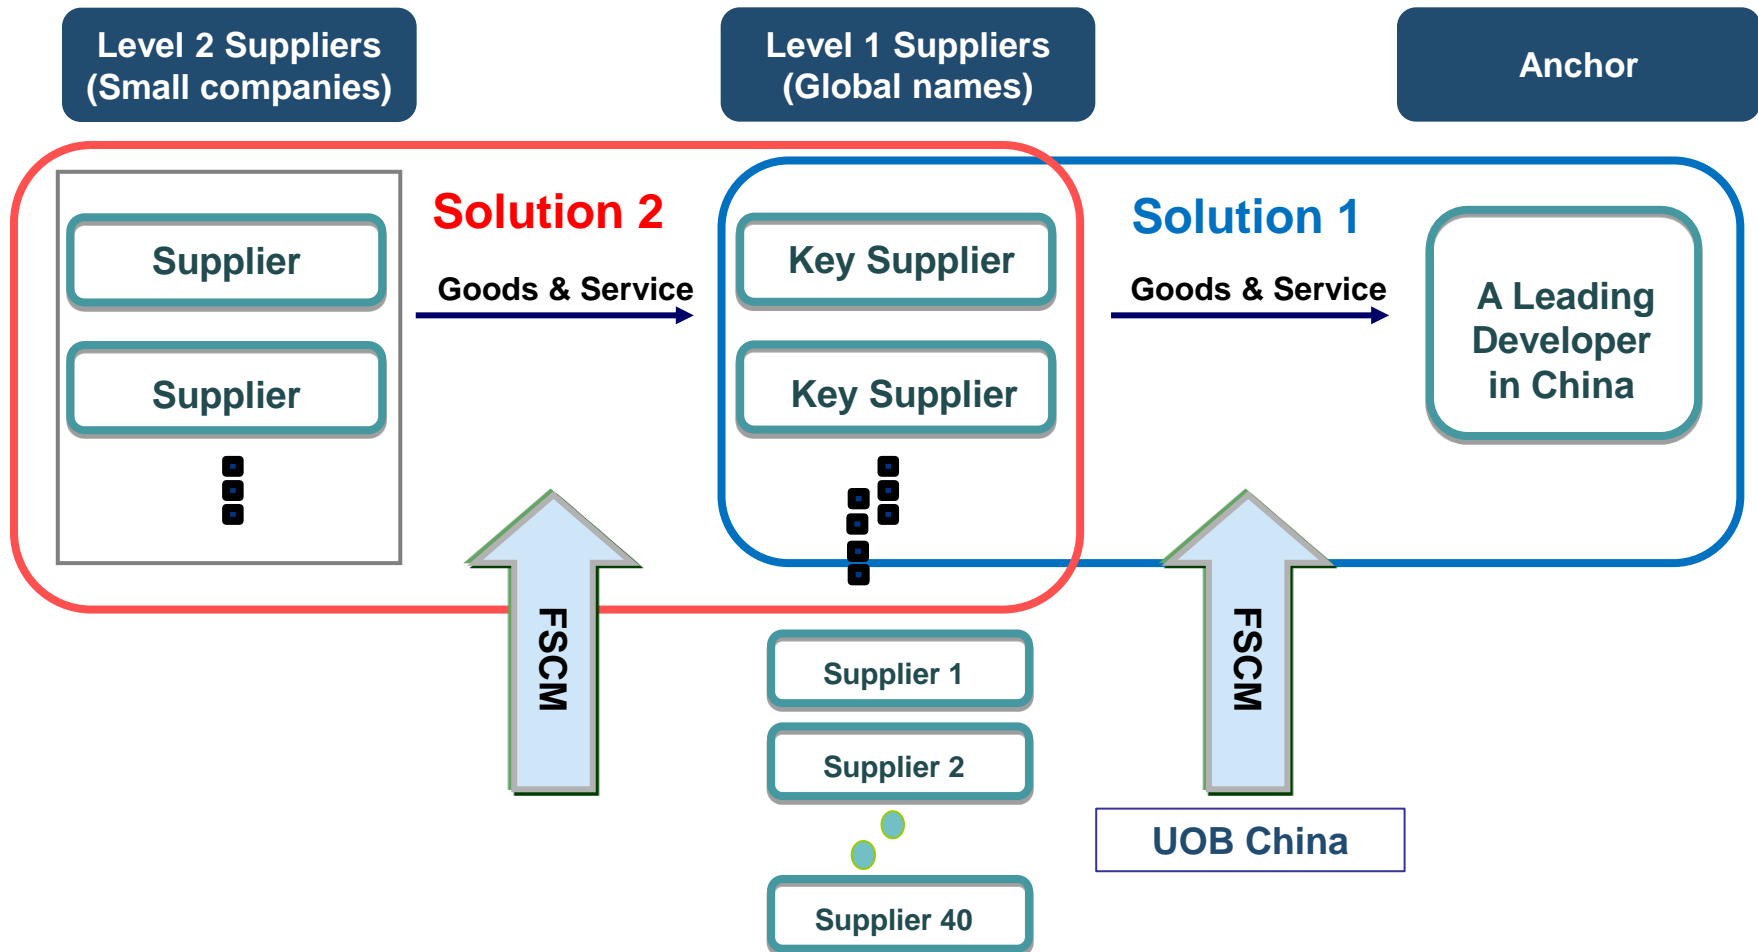 Level 2 Suppliers
(Small companies)
Level 1 Suppliers
(Global names)
Anchor
Solution 2
Solution 1
Supplier
Goods & Service
Key Supplier
Goods & Service
A Leading
Developer
in China
Supplier
Key Supplier
FSCM
FSCM
Supplier 1
Supplier 2
UOB China
Supplier 40